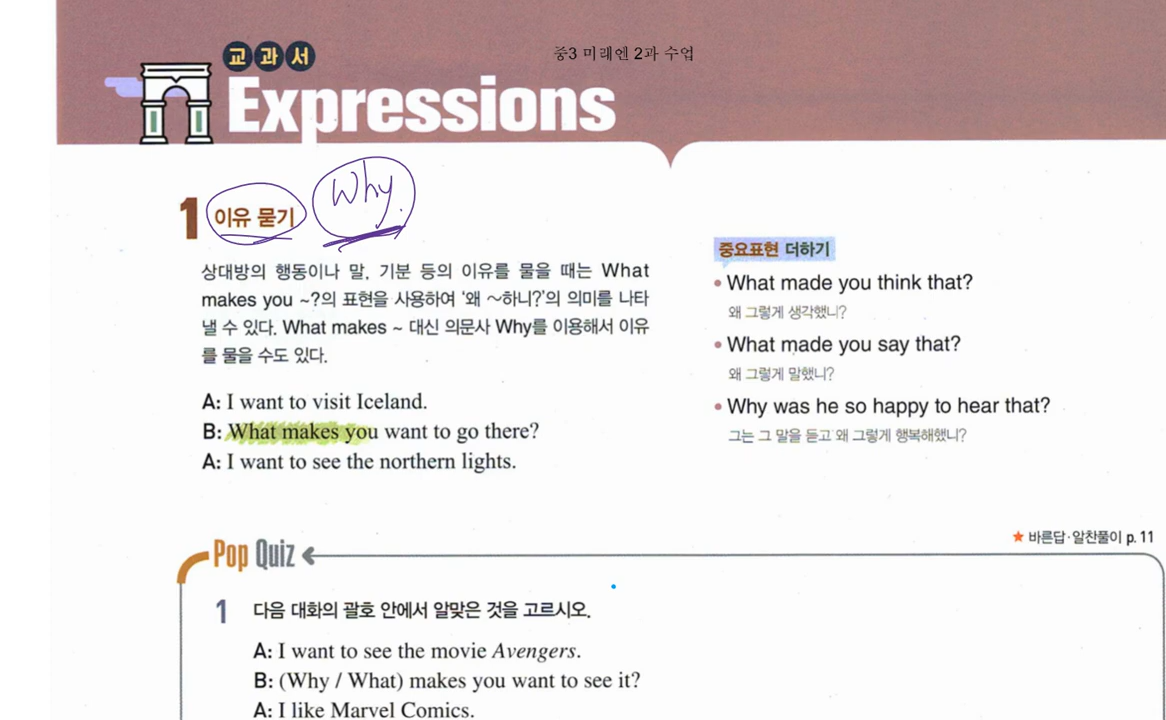 교과서
중3 미래엔 2과 수업
Expressions
1 이유 묻기
Why.
상대방의 행동이나 말, 기분 등의 이유를 물을 때는 What
makes you ~?의 표현을 사용하여 '왜 ~하니?'의 의미를 나타
낼 수 있다. What makes ~ 대신 의문사 Why를 이용해서 이유
를 물을 수도 있다.
A: I want to visit Iceland.
B: What makes you want to go there?
A: I want to see the northern lights.
중요표현 더하기
• What made you think that?
왜 그렇게 생각했니?
• What made you say that?
왜 그렇게 말했니?
• Why was he so happy to hear that?
그는 그 말을 듣고 왜 그렇게 행복해했니?
★ 바른답·알찬풀이 p. 11
Pop Quiz
1 다음 대화의 괄호 안에서 알맞은 것을 고르시오.
A: I want to see the movie Avengers.
B: (Why / What) makes you want to see it?
A: I like Marvel Comics.